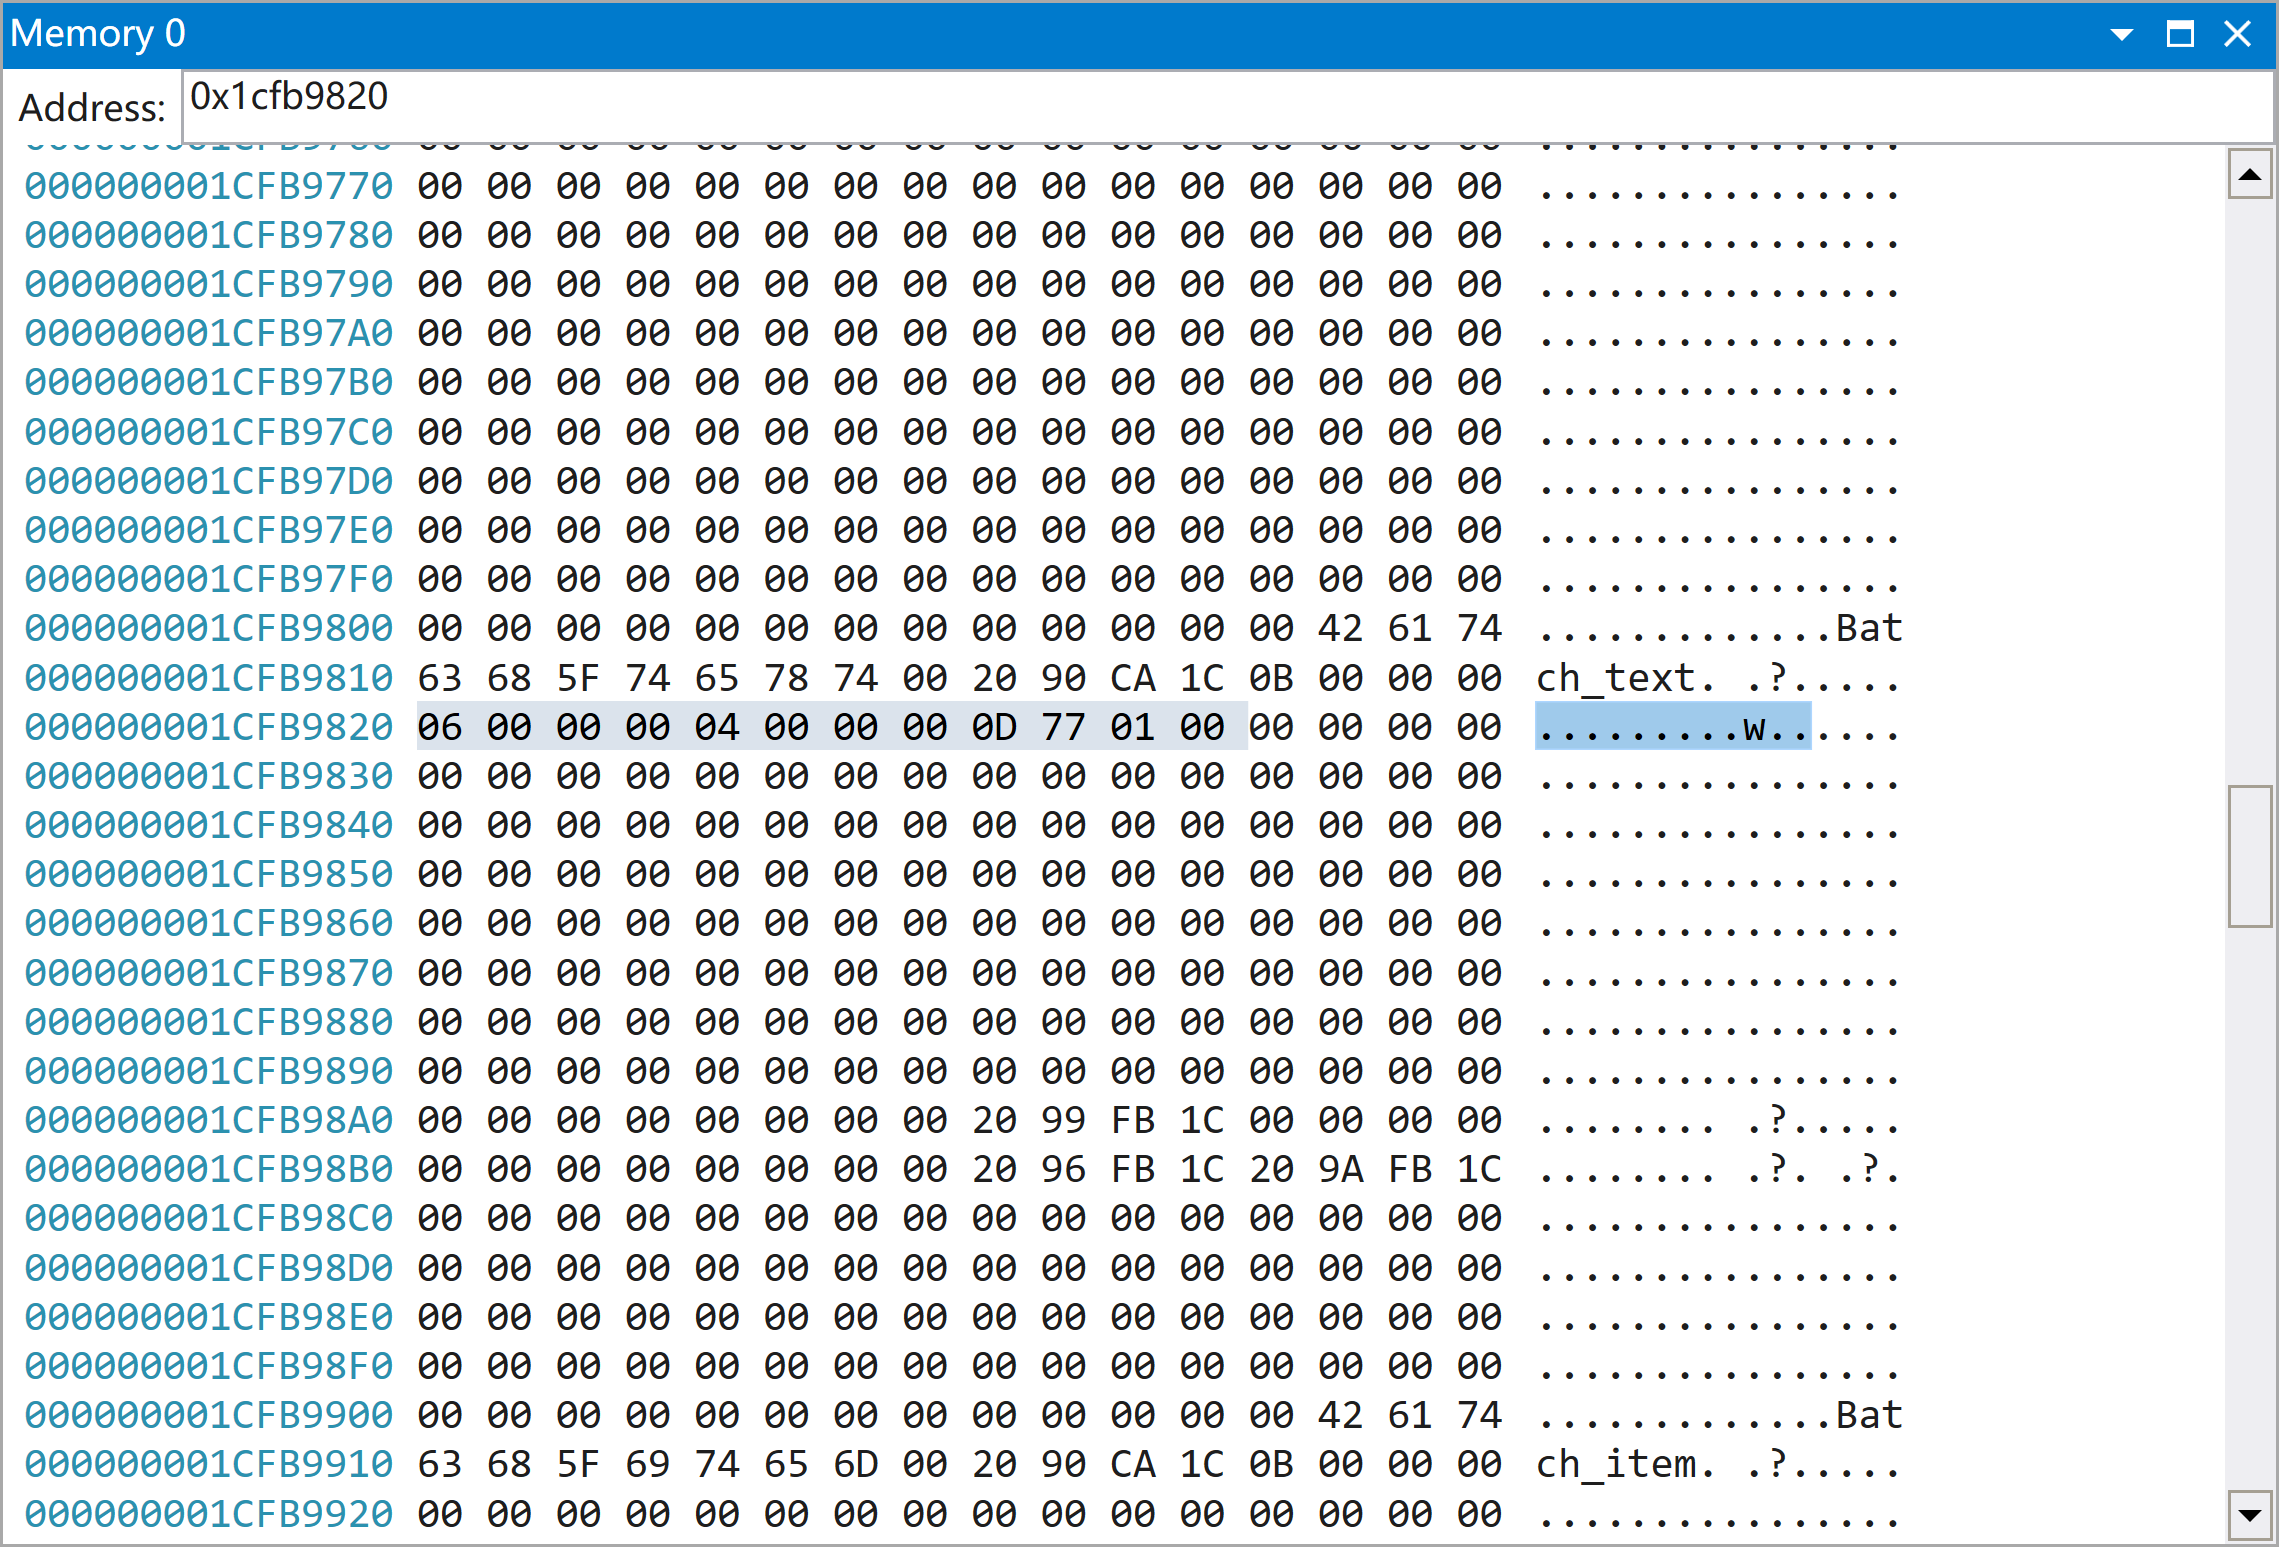 Memory 0
Address: 0x1cfb9820
000000001CFB9770 00 00 00 00 00 00 00 00 00 00 00 00 00 00 00 00 ................
000000001CFB9780 00 00 00 00 00 00 00 00 00 00 00 00 00 00 00 00 ................
000000001CFB9790 00 00 00 00 00 00 00 00 00 00 00 00 00 00 00 00 ................
000000001CFB97A0 00 00 00 00 00 00 00 00 00 00 00 00 00 00 00 00 ................
000000001CFB97B0 00 00 00 00 00 00 00 00 00 00 00 00 00 00 00 00 ................
000000001CFB97C0 00 00 00 00 00 00 00 00 00 00 00 00 00 00 00 00 ................
000000001CFB97D0 00 00 00 00 00 00 00 00 00 00 00 00 00 00 00 00 ................
000000001CFB97E0 00 00 00 00 00 00 00 00 00 00 00 00 00 00 00 00 ................
000000001CFB97F0 00 00 00 00 00 00 00 00 00 00 00 00 00 00 00 00 ................
000000001CFB9800 00 00 00 00 00 00 00 00 00 00 00 00 00 42 61 74 .............Bat
000000001CFB9810 63 68 5F 74 65 78 74 00 20 90 CA 1C 0B 00 00 00 ch_text. .?.....
000000001CFB9820 06 00 00 00 04 00 00 00 0D 77 01 00 00 00 00 00 .........w......
000000001CFB9830 00 00 00 00 00 00 00 00 00 00 00 00 00 00 00 00 ................
000000001CFB9840 00 00 00 00 00 00 00 00 00 00 00 00 00 00 00 00 ................
000000001CFB9850 00 00 00 00 00 00 00 00 00 00 00 00 00 00 00 00 ................
000000001CFB9860 00 00 00 00 00 00 00 00 00 00 00 00 00 00 00 00 ................
000000001CFB9870 00 00 00 00 00 00 00 00 00 00 00 00 00 00 00 00 ................
000000001CFB9880 00 00 00 00 00 00 00 00 00 00 00 00 00 00 00 00 ................
000000001CFB9890 00 00 00 00 00 00 00 00 00 00 00 00 00 00 00 00 ................
000000001CFB98A0 00 00 00 00 00 00 00 00 20 99 FB 1C 00 00 00 00 ........ .?.....
000000001CFB98B0 00 00 00 00 00 00 00 00 20 96 FB 1C 20 9A FB 1C ........ .?. .?.
000000001CFB98C0 00 00 00 00 00 00 00 00 00 00 00 00 00 00 00 00 ................
000000001CFB98D0 00 00 00 00 00 00 00 00 00 00 00 00 00 00 00 00 ................
000000001CFB98E0 00 00 00 00 00 00 00 00 00 00 00 00 00 00 00 00 ................
000000001CFB98F0 00 00 00 00 00 00 00 00 00 00 00 00 00 00 00 00 ................
000000001CFB9900 00 00 00 00 00 00 00 00 00 00 00 00 00 42 61 74 .............Bat
000000001CFB9910 63 68 5F 69 74 65 6D 00 20 90 CA 1C 0B 00 00 00 ch_item. .?.....
000000001CFB9920 00 00 00 00 00 00 00 00 00 00 00 00 00 00 00 00 ................